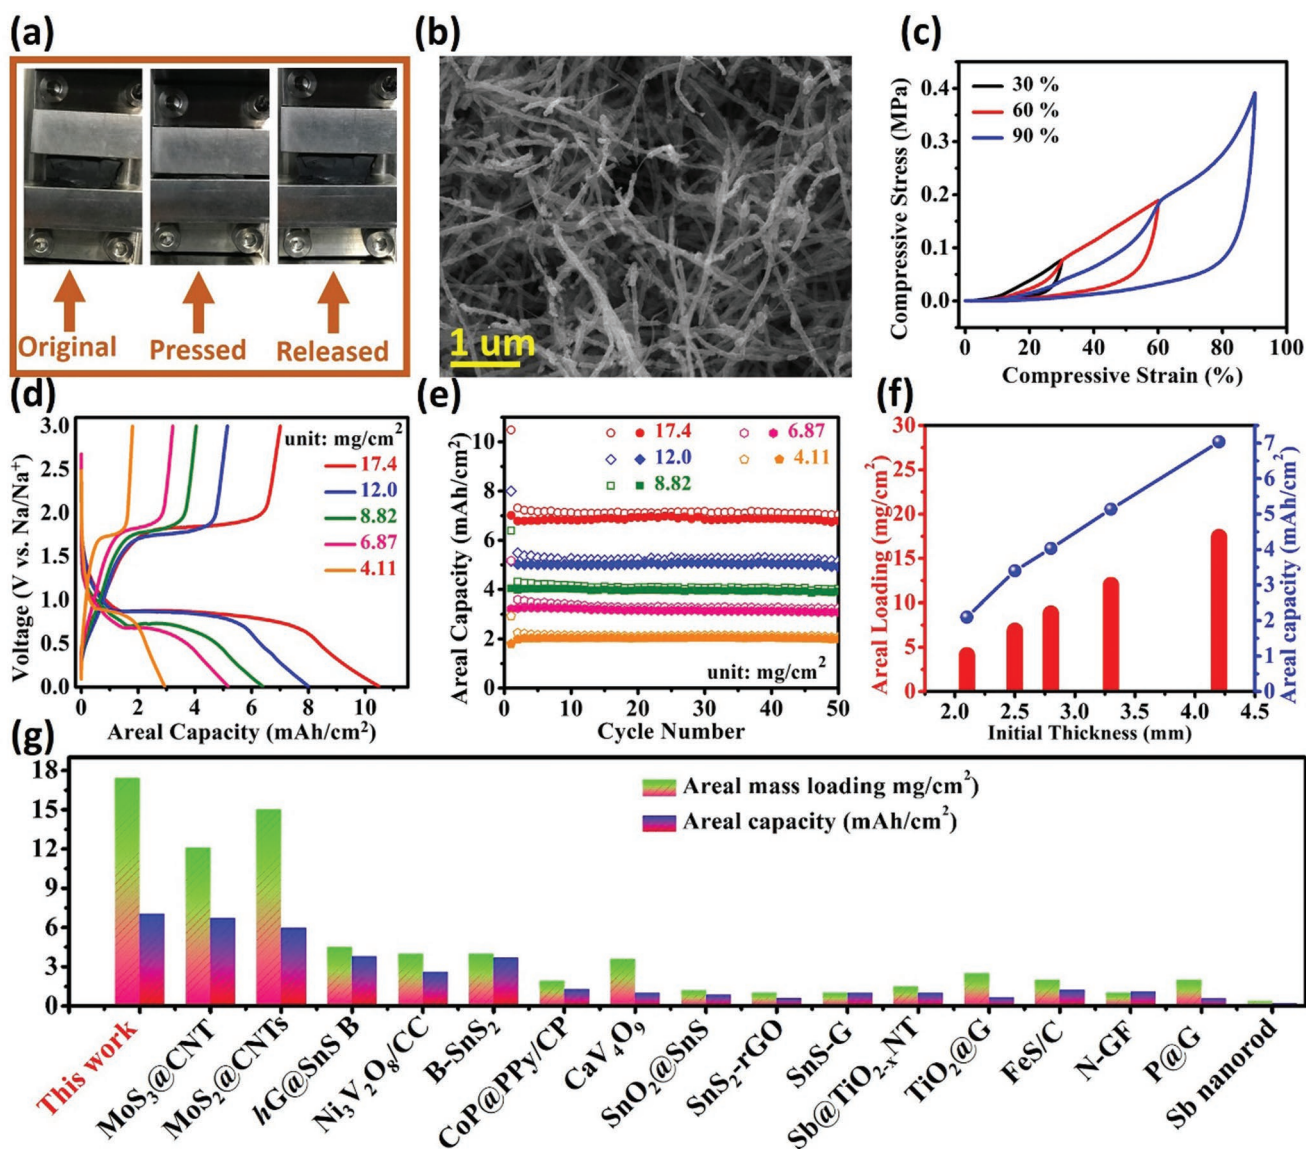 (a)
Original
Pressed
Released
(b)
1 um
(c)
Compressive Stress (MPa)
0.4
0.3
0.2
0.1
0.0
30 %
60 %
90 %
0 20 40 60 80 100
Compressive Strain (%)
(d)
Voltage (V vs. Na/Na⁺)
3.0
2.5
2.0
1.5
1.0
0.5
0.0
unit: mg/cm²
17.4
12.0
8.82
6.87
4.11
0 2 4 6 8 10
Areal Capacity (mAh/cm²)
(e)
Areal Capacity (mAh/cm²)
10
8
6
4
2
0
17.4
12.0
8.82
6.87
4.11
unit: mg/cm²
0 10 20 30 40 50
Cycle Number
(f)
Areal Loading (mg/cm²)
30
25
20
15
10
5
0
Areal capacity (mAh/cm²)
7
6
5
4
3
2
1
0
2.0 2.5 3.0 3.5 4.0 4.5
Initial Thickness (mm)
(g)
18
15
12
9
6
3
0
Areal mass loading mg/cm²)
Areal capacity (mAh/cm²)
This work
MoS₃@CNT
MoS₂@CNTs
hG@SnS B
Ni₃V₂O₈/CC
B-SnS₂
CoP@PPy/CP
CaV₄O₉
SnO₂@SnS
SnS₂-rGO
SnS-G
Sb@TiO₂₋ₓNT
TiO₂@G
FeS/C
N-GF
P@G
Sb nanorod